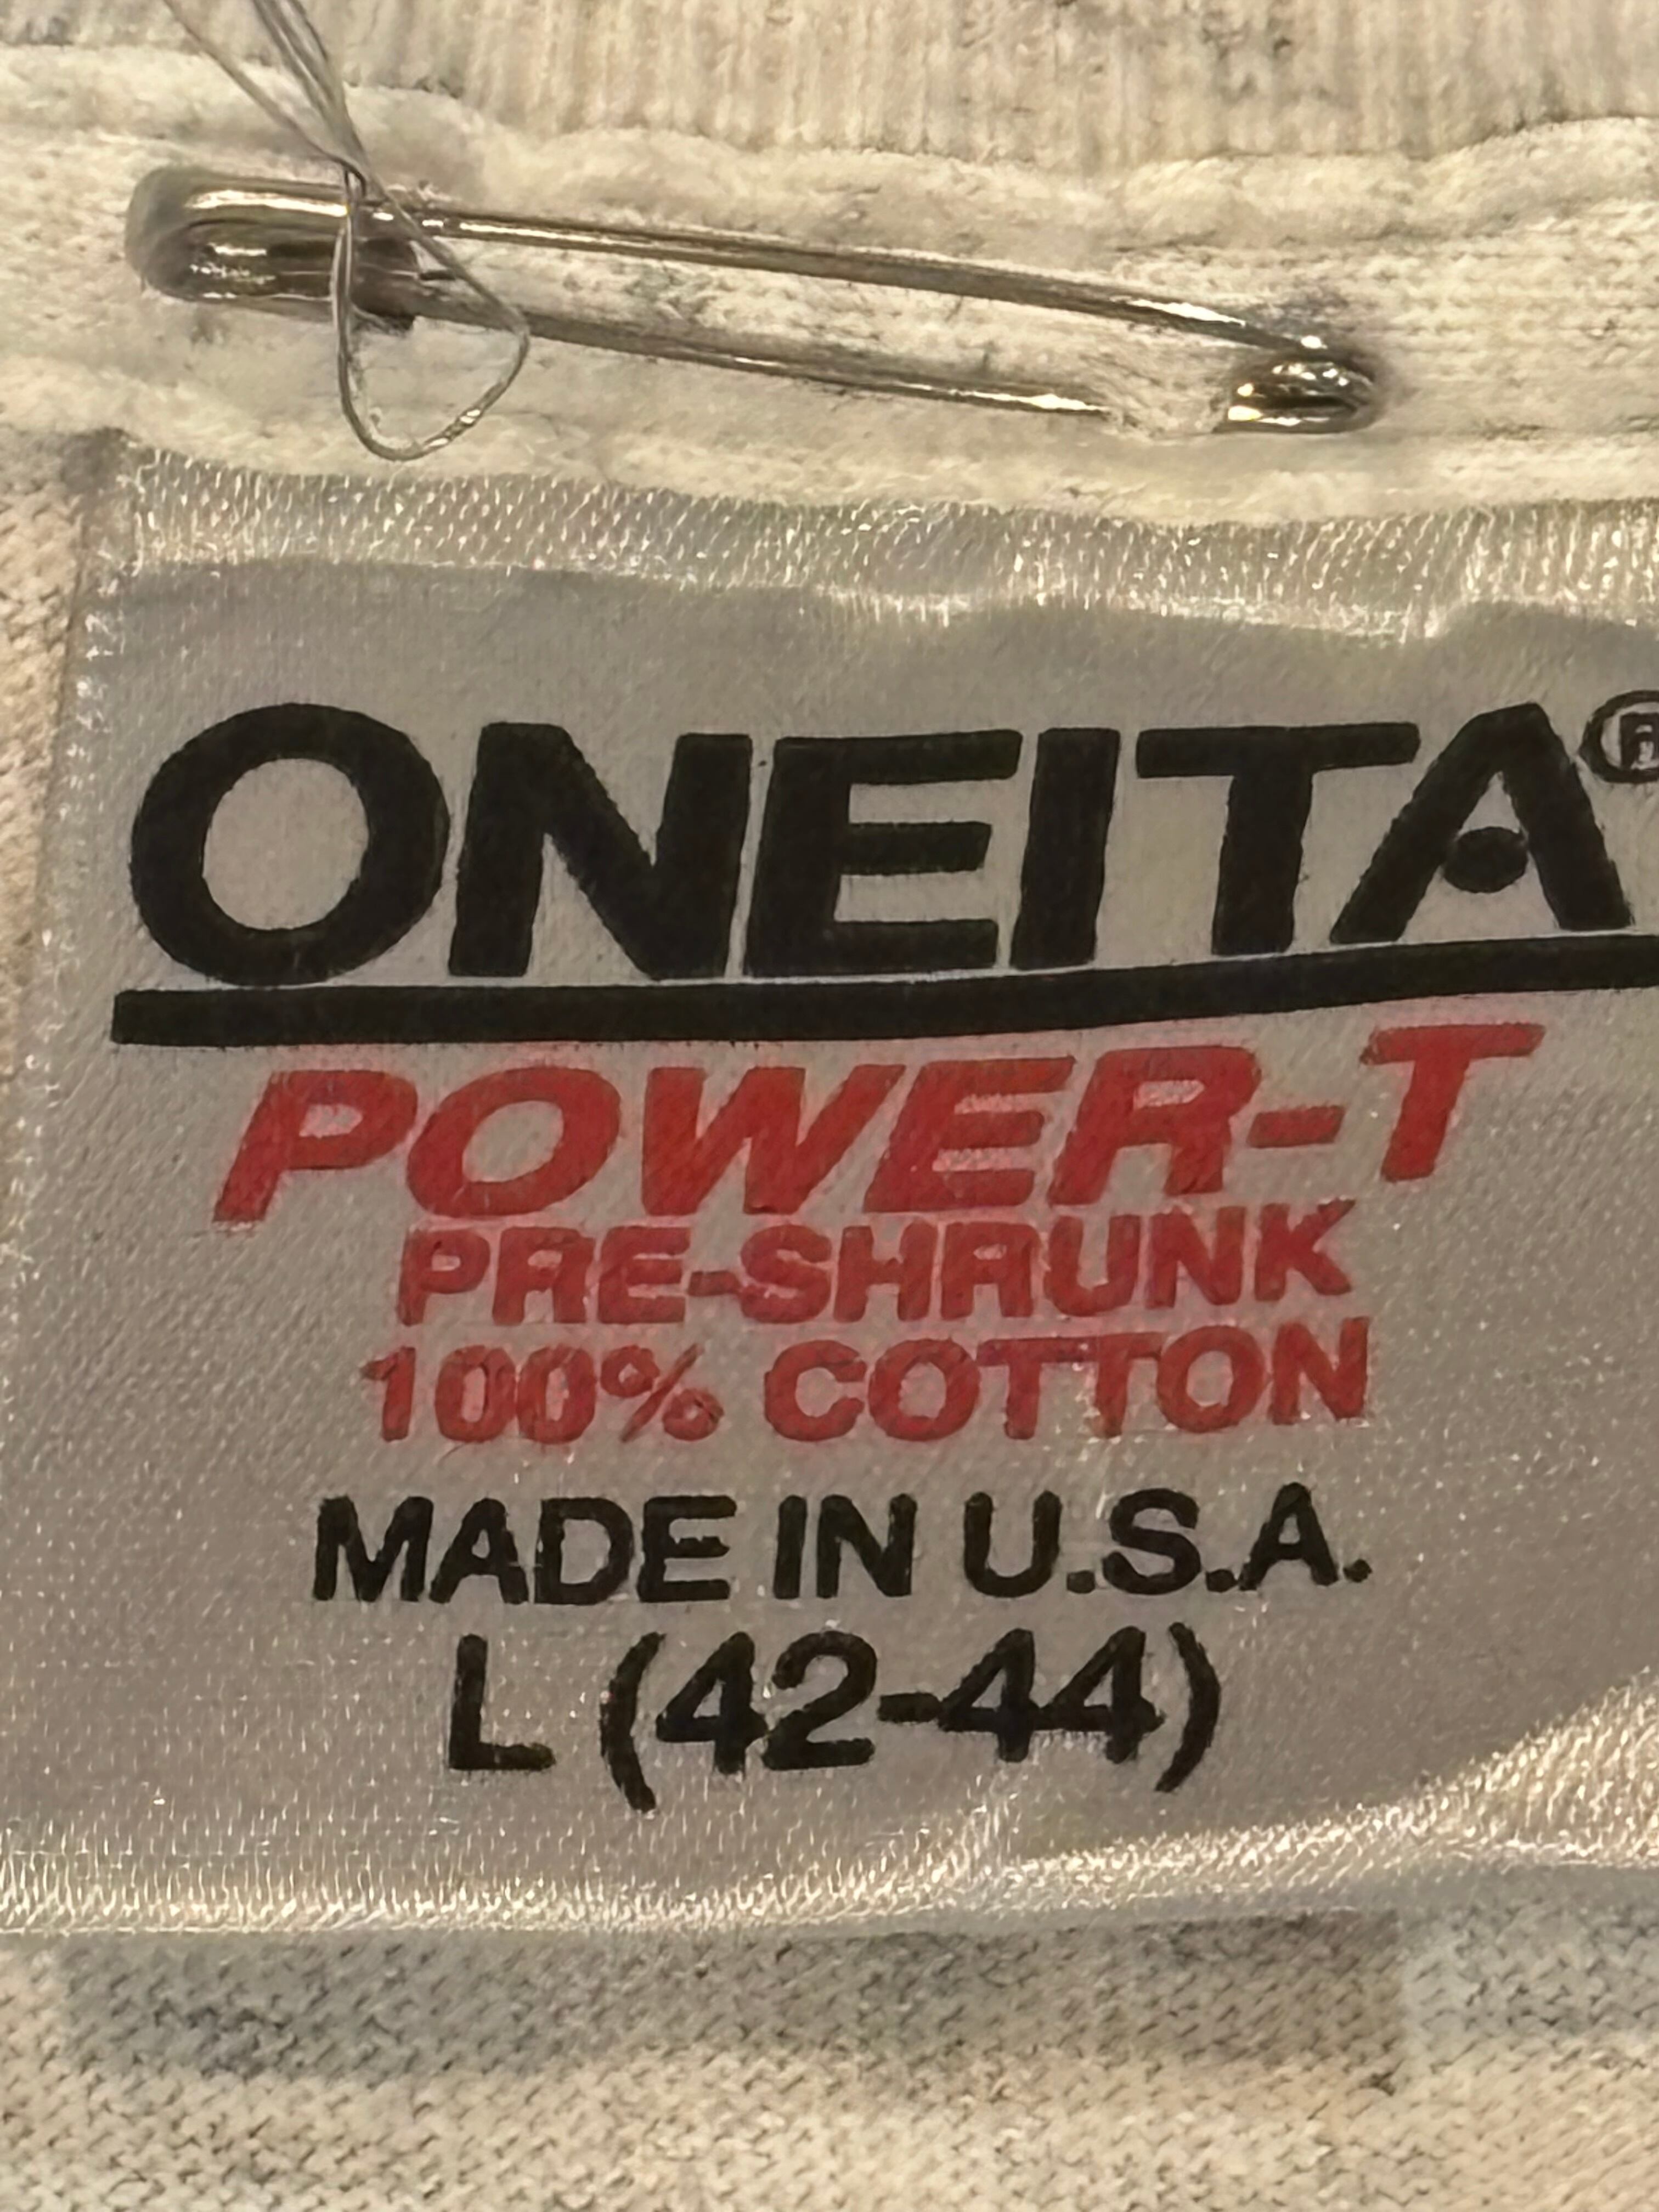 ONEITA®
POWER-T
PRE-SHRUNK
100% COTTON
MADE IN U.S.A.
L (42-44)